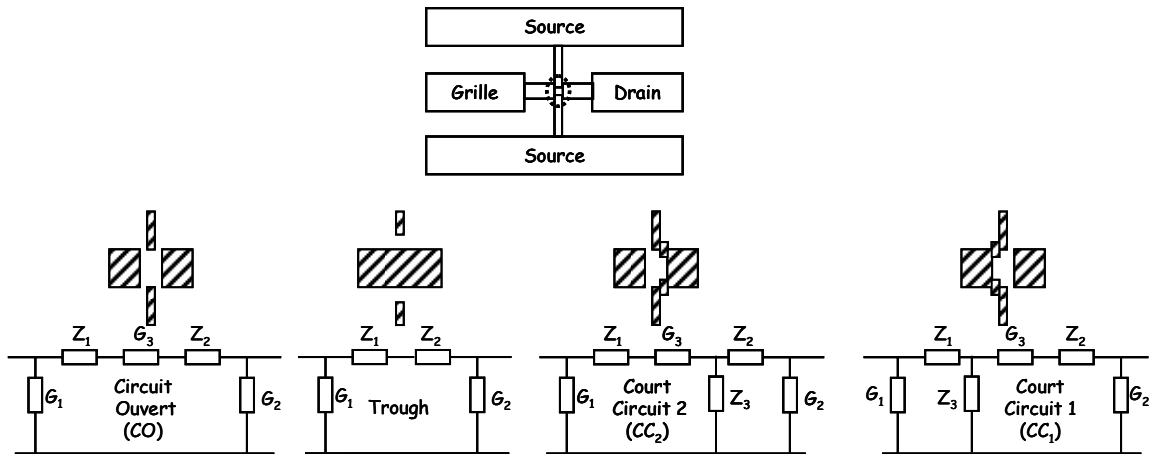 Source
Grille
Drain
Source
Z1
G3
Z2
G1
Circuit
Ouvert
(CO)
G2
Z1
Z2
G1
Trough
G2
Z1
G3
Z2
G1
Court
Circuit 2
(CC2)
Z3
G2
Z1
G3
Z2
G1
Z3
Court
Circuit 1
(CC1)
G2